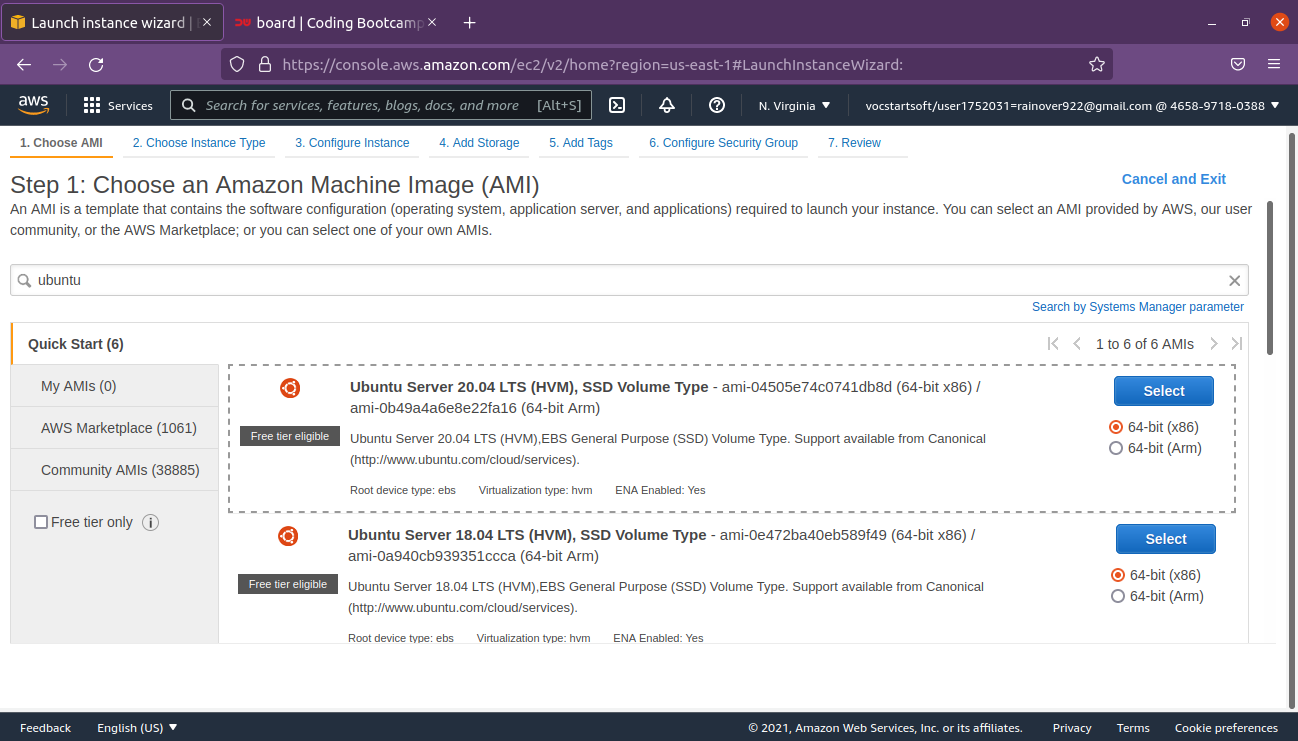 Launch instance wizard |
board | Coding Bootcamp
https://console.aws.amazon.com/ec2/v2/home?region=us-east-1#LaunchInstanceWizard:
aws
Services
Search for services, features, blogs, docs, and more [Alt+S]
N. Virginia
vocstartsoft/user1752031=rainover922@gmail.com @ 4658-9718-0388
1. Choose AMI
2. Choose Instance Type
3. Configure Instance
4. Add Storage
5. Add Tags
6. Configure Security Group
7. Review
Step 1: Choose an Amazon Machine Image (AMI)
Cancel and Exit
An AMI is a template that contains the software configuration (operating system, application server, and applications) required to launch your instance. You can select an AMI provided by AWS, our user
community, or the AWS Marketplace; or you can select one of your own AMIs.
ubuntu
Search by Systems Manager parameter
Quick Start (6)
1 to 6 of 6 AMIs
My AMIs (0)
AWS Marketplace (1061)
Community AMIs (38885)
Free tier only
Ubuntu Server 20.04 LTS (HVM), SSD Volume Type - ami-04505e74c0741db8d (64-bit x86) /
ami-0b49a4a6e8e22fa16 (64-bit Arm)
Free tier eligible
Ubuntu Server 20.04 LTS (HVM),EBS General Purpose (SSD) Volume Type. Support available from Canonical
(http://www.ubuntu.com/cloud/services).
Root device type: ebs Virtualization type: hvm ENA Enabled: Yes
Select
64-bit (x86)
64-bit (Arm)
Ubuntu Server 18.04 LTS (HVM), SSD Volume Type - ami-0e472ba40eb589f49 (64-bit x86) /
ami-0a940cb939351ccca (64-bit Arm)
Free tier eligible
Ubuntu Server 18.04 LTS (HVM),EBS General Purpose (SSD) Volume Type. Support available from Canonical
(http://www.ubuntu.com/cloud/services).
Root device type: ebs Virtualization type: hvm ENA Enabled: Yes
Select
64-bit (x86)
64-bit (Arm)
Feedback
English (US)
© 2021, Amazon Web Services, Inc. or its affiliates.
Privacy
Terms
Cookie preferences